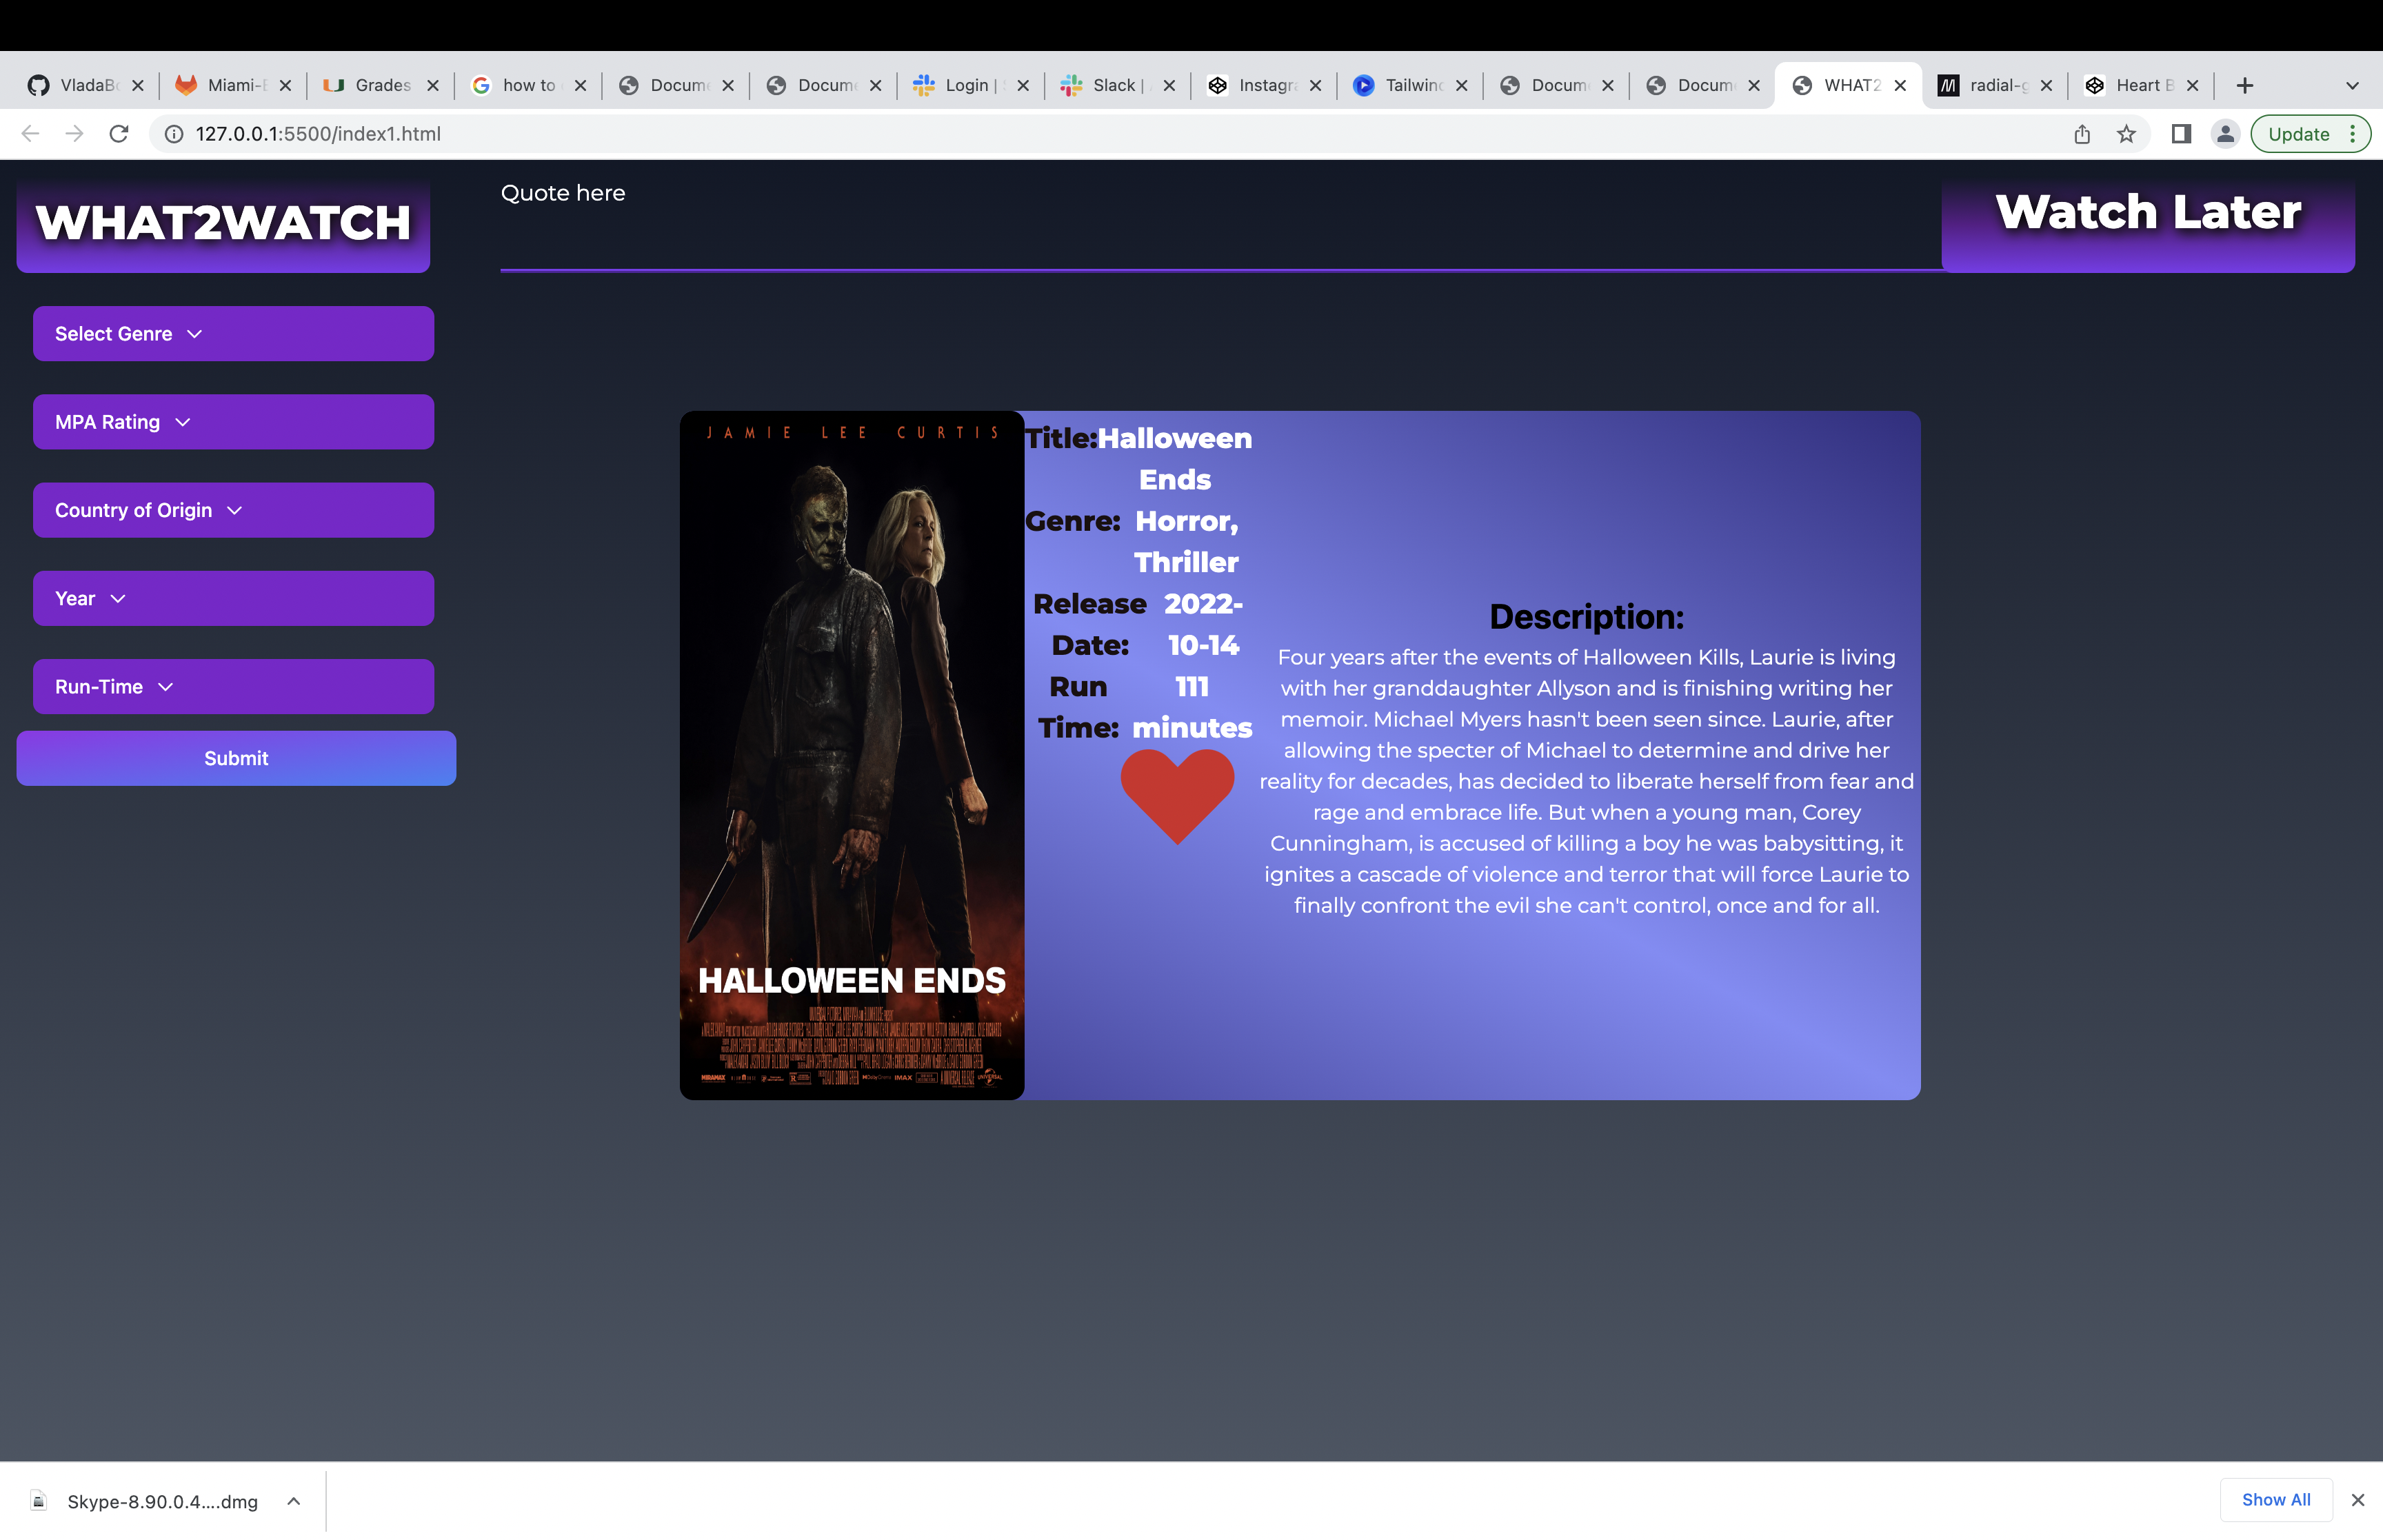 VladaB
Miami-
Grades
how to
Docum
Docum
Login |
Slack |
Instagr
Tailwin
Docum
Docum
WHAT2
radial-g
Heart B
127.0.0.1:5500/index1.html
Update
WHAT2WATCH
Quote here
Watch Later
Select Genre
MPA Rating
Country of Origin
Year
Run-Time
Submit
JAMIE LEE CURTIS
HALLOWEEN ENDS
MIRAMAX
IMAX
UNIVERSAL
Title:Halloween
Ends
Genre: Horror,
Thriller
Release 2022-
Date: 10-14
Run 111
Time: minutes
Description:
Four years after the events of Halloween Kills, Laurie is living
with her granddaughter Allyson and is finishing writing her
memoir. Michael Myers hasn't been seen since. Laurie, after
allowing the specter of Michael to determine and drive her
reality for decades, has decided to liberate herself from fear and
rage and embrace life. But when a young man, Corey
Cunningham, is accused of killing a boy he was babysitting, it
ignites a cascade of violence and terror that will force Laurie to
finally confront the evil she can't control, once and for all.
Skype-8.90.0.4....dmg
Show All